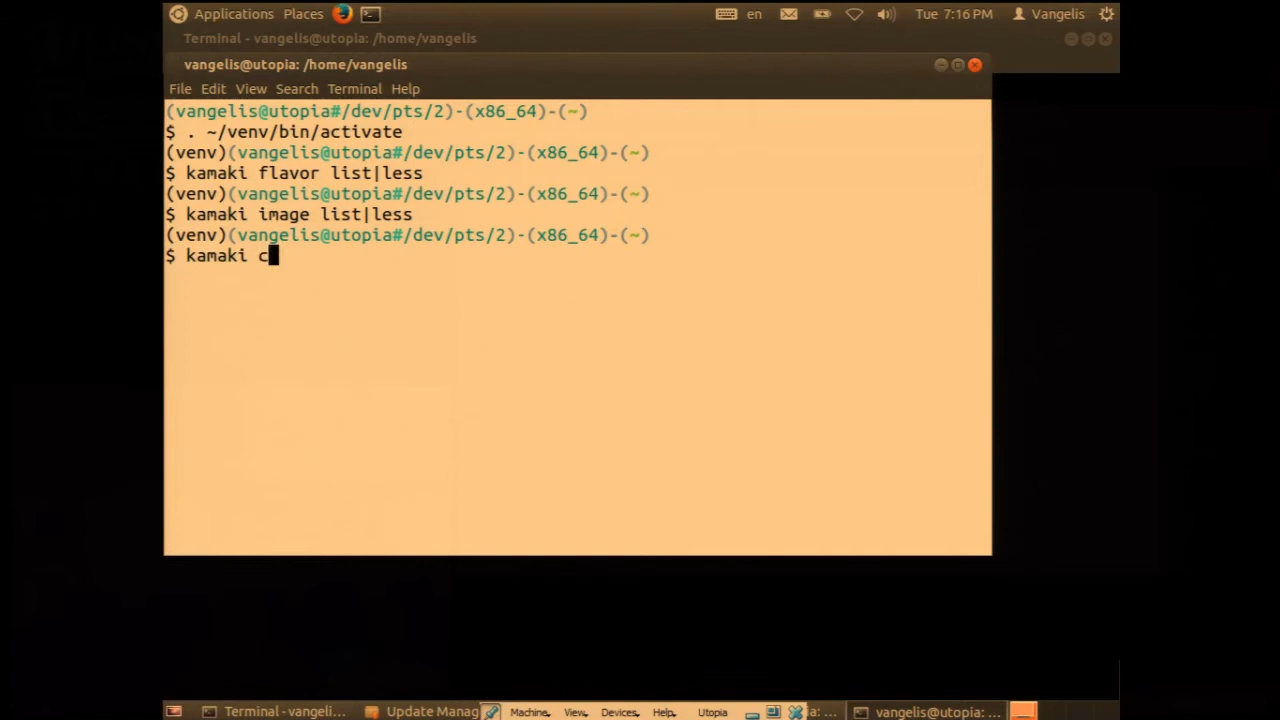 Applications Places en Tue 7:16 PM Vangelis
Terminal - vangelis@utopia: /home/vangelis
vangelis@utopia: /home/vangelis
File Edit View Search Terminal Help
(vangelis@utopia#/dev/pts/2)-(x86_64)-(~)
$ . ~/venv/bin/activate
(venv)(vangelis@utopia#/dev/pts/2)-(x86_64)-(~)
$ kamaki flavor list|less
(venv)(vangelis@utopia#/dev/pts/2)-(x86_64)-(~)
$ kamaki image list|less
(venv)(vangelis@utopia#/dev/pts/2)-(x86_64)-(~)
$ kamaki c
Terminal - vangeli... Update Manag Machine View Devices Help Utopia ia: ... vangelis@utopia: ...